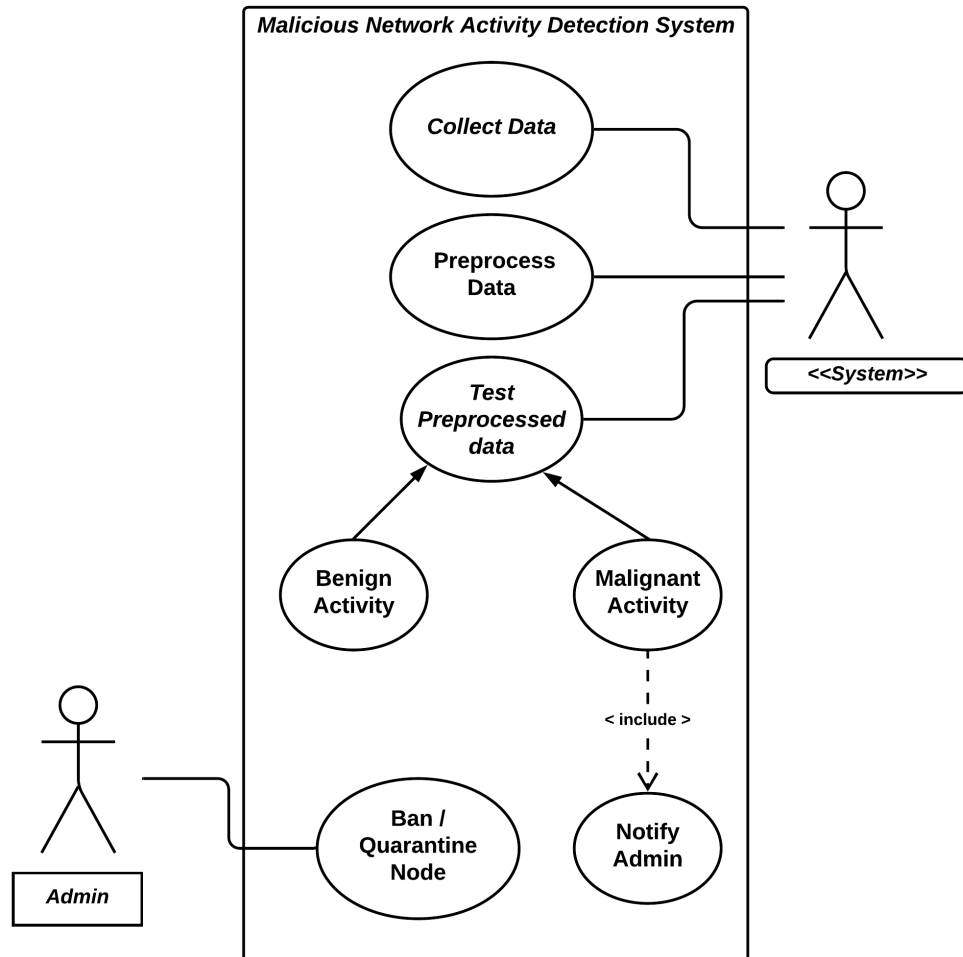 Malicious Network Activity Detection System
Collect Data
Preprocess
Data
<<System>>
Test
Preprocessed
data
Benign
Activity
Malignant
Activity
< include >
Ban /
Quarantine
Node
Notify
Admin
Admin